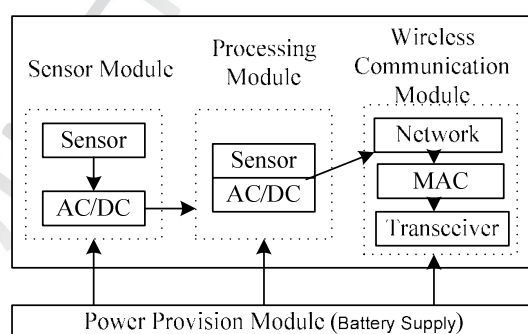 Sensor Module
Processing
Module
Wireless
Communication
Module
Sensor
AC/DC
Sensor
AC/DC
Network
MAC
Transceiver
Power Provision Module (Battery Supply)